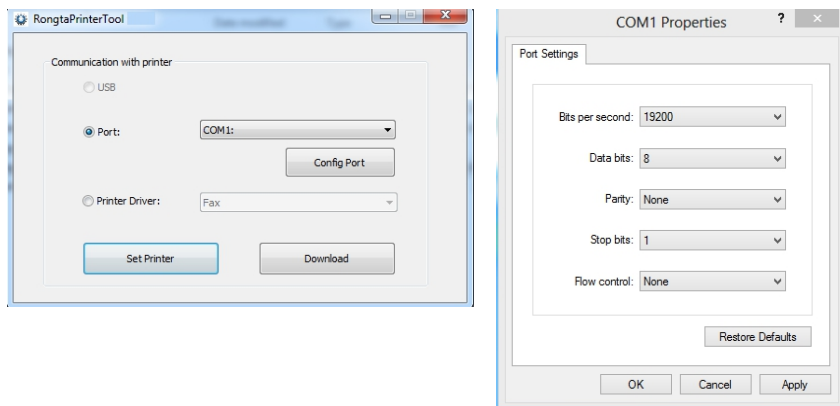 RongtaPrinterTool
Communication with printer
USB
Port: COM1:
Config Port
Printer Driver: Fax
Set Printer Download
COM1 Properties ?
Port Settings
Bits per second: 19200
Data bits: 8
Parity: None
Stop bits: 1
Flow control: None
Restore Defaults
OK Cancel Apply